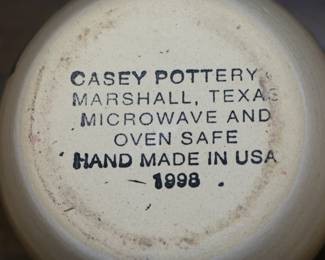 CASEY POTTERY
MARSHALL, TEXAS
MICROWAVE AND
OVEN SAFE
HAND MADE IN USA
1998